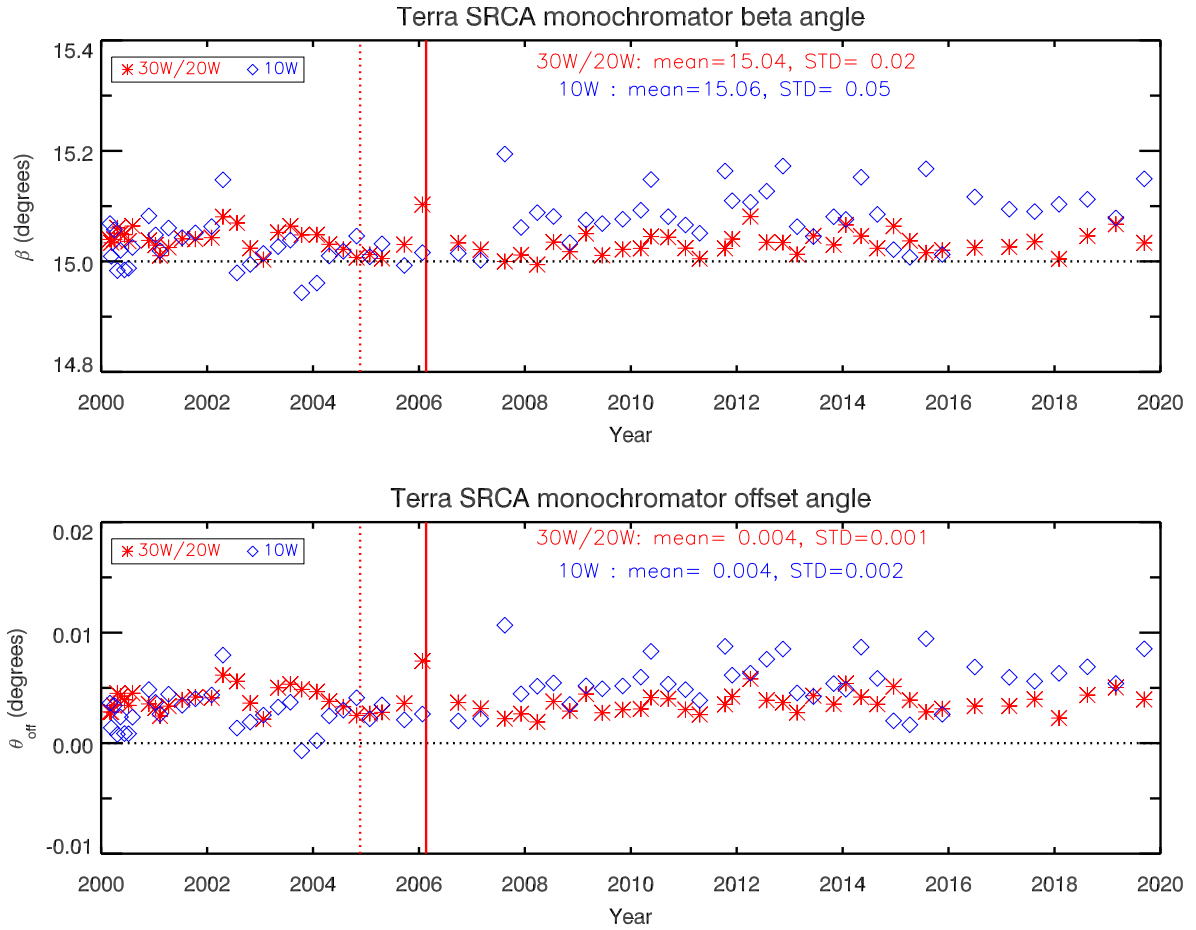 Terra SRCA monochromator beta angle
15.4
15.2
15.0
14.8
β (degrees)
30W/20W 10W
30W/20W: mean=15.04, STD= 0.02
10W : mean=15.06, STD= 0.05
2000 2002 2004 2006 2008 2010 2012 2014 2016 2018 2020
Year
Terra SRCA monochromator offset angle
0.02
0.01
0.00
-0.01
θoff (degrees)
30W/20W 10W
30W/20W: mean= 0.004, STD=0.001
10W : mean= 0.004, STD=0.002
2000 2002 2004 2006 2008 2010 2012 2014 2016 2018 2020
Year